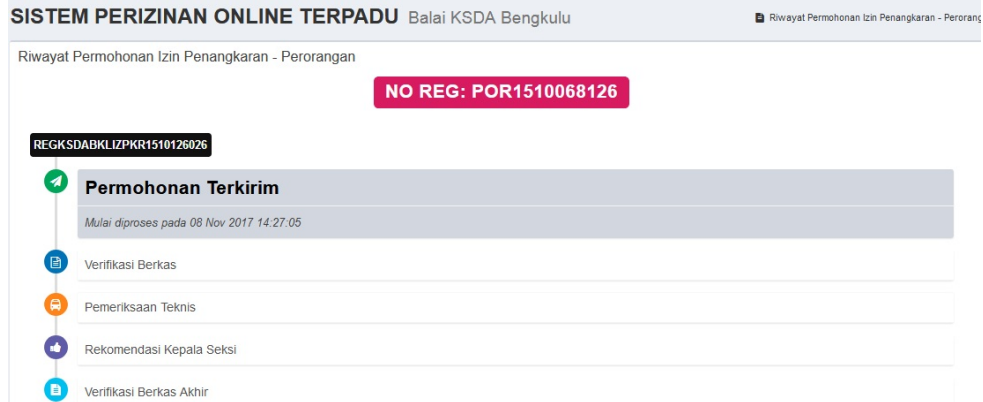 SISTEM PERIZINAN ONLINE TERPADU Balai KSDA Bengkulu
Riwayat Permohonan Izin Penangkaran - Perorang
Riwayat Permohonan Izin Penangkaran - Perorangan
NO REG: POR1510068126
REGKSDABKLIZPKR1510126026
Permohonan Terkirim
Mulai diproses pada 08 Nov 2017 14:27:05
Verifikasi Berkas
Pemeriksaan Teknis
Rekomendasi Kepala Seksi
Verifikasi Berkas Akhir